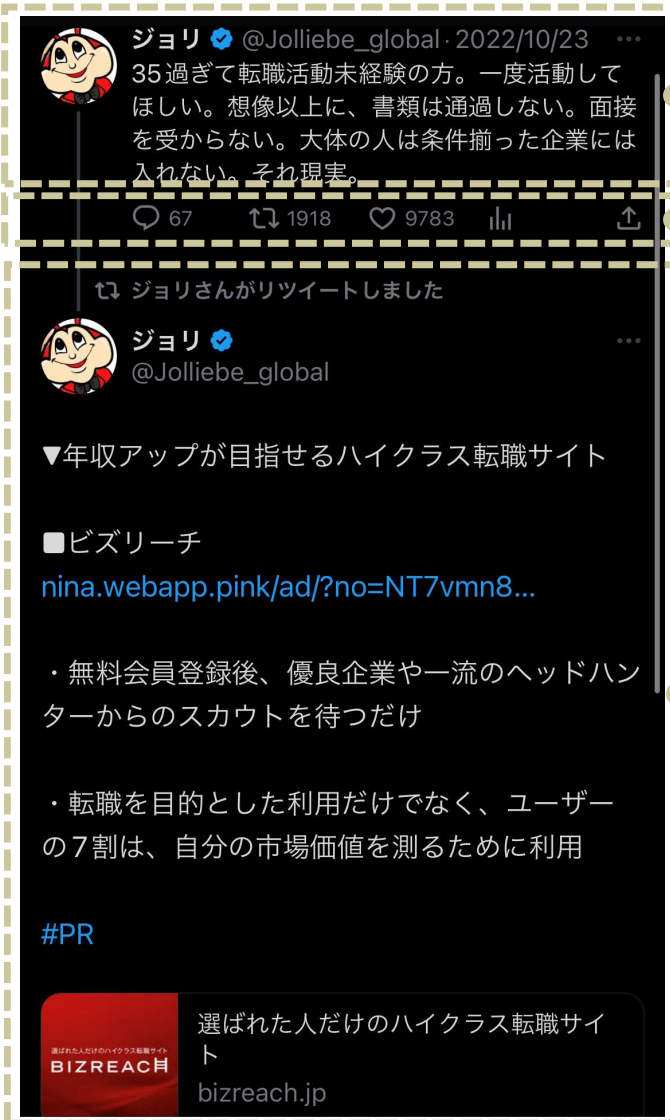 ジョリ @Jolliebe_global · 2022/10/23 ···
35過ぎて転職活動未経験の方。一度活動して
ほしい。想像以上に、書類は通過しない。面接
を受からない。大体の人は条件揃った企業には
入れない。それ現実。
67 1918 9783
ジョリさんがリツイートしました
ジョリ ···
@Jolliebe_global
▼年収アップが目指せるハイクラス転職サイト
■ビズリーチ
nina.webapp.pink/ad/?no=NT7vmn8...
・無料会員登録後、優良企業や一流のヘッドハン
ターからのスカウトを待つだけ
・転職を目的とした利用だけでなく、ユーザー
の7割は、自分の市場価値を測るために利用
#PR
選ばれた人だけのハイクラス転職サイト
BIZREACH
選ばれた人だけのハイクラス転職サイ
ト
bizreach.jp